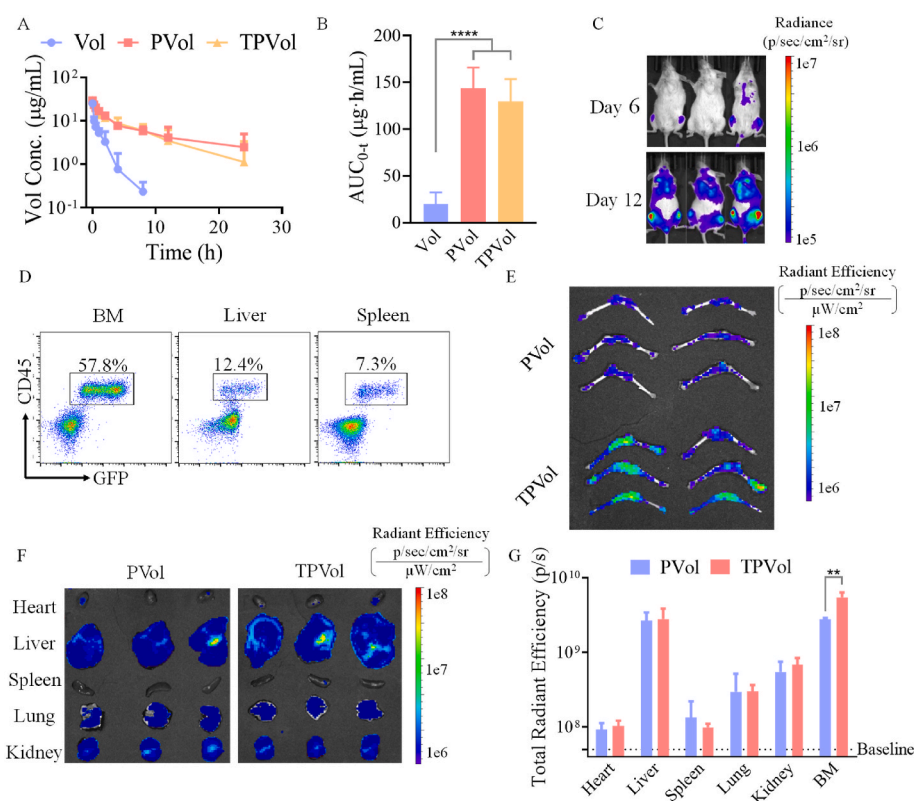 A
Vol PVol TPVol
Vol Conc. (µg/mL)
10²
10¹
10⁰
10⁻¹
0 10 20 30
Time (h)
B
****
AUC₀₋ₜ (µg·h/mL)
200
150
100
50
0
Vol PVol TPVol
C
Radiance
(p/sec/cm²/sr)
Day 6
Day 12
1e7
1e6
1e5
D
BM Liver Spleen
57.8% 12.4% 7.3%
CD45
GFP
E
Radiant Efficiency
p/sec/cm²/sr
µW/cm²
PVol
TPVol
1e8
1e7
1e6
F
Radiant Efficiency
p/sec/cm²/sr
µW/cm²
PVol TPVol
Heart
Liver
Spleen
Lung
Kidney
1e8
1e7
1e6
G
PVol TPVol
**
Total Radiant Efficiency (p/s)
10¹⁰
10⁹
10⁸
Baseline
Heart Liver Spleen Lung Kidney BM